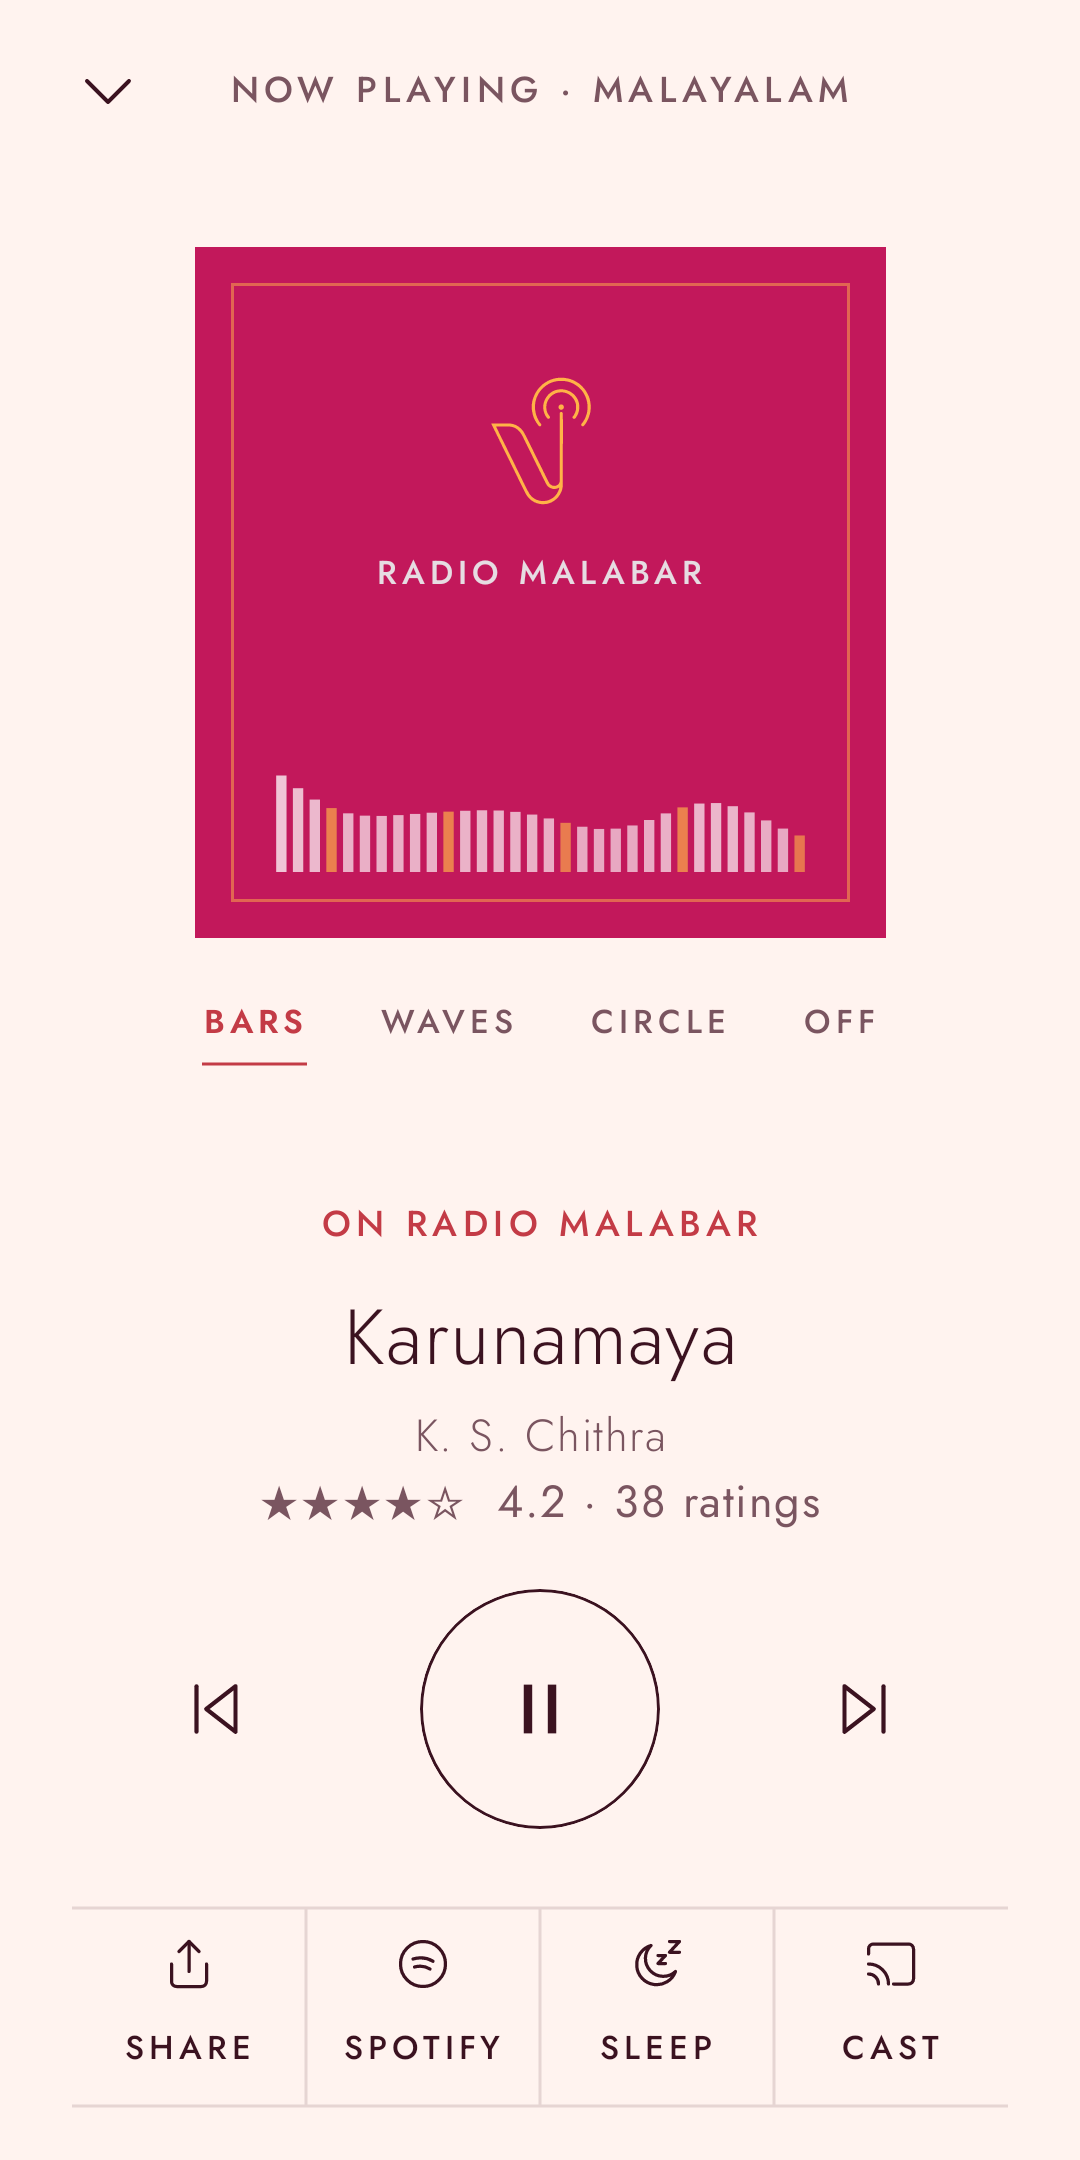 NOW PLAYING · MALAYALAM
RADIO MALABAR
BARS WAVES CIRCLE OFF
ON RADIO MALABAR
Karunamaya
K. S. Chithra
★★★★☆ 4.2 · 38 ratings
SHARE SPOTIFY SLEEP CAST